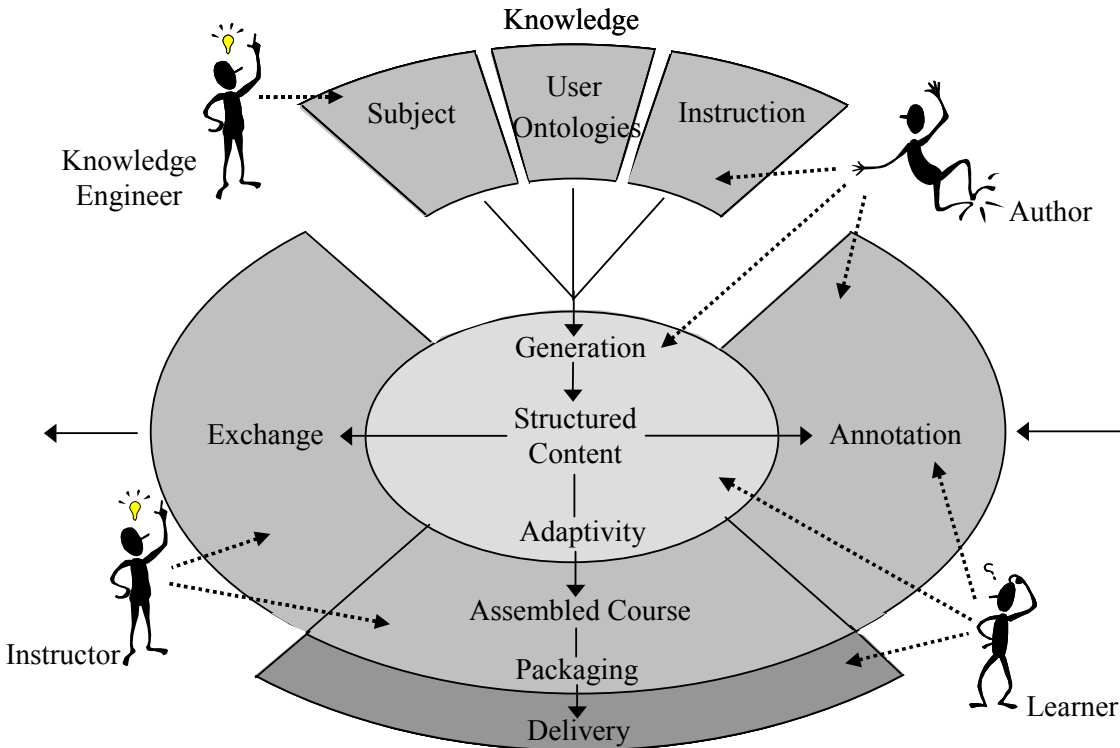 Knowledge
User
Subject
Instruction
Ontologies
Knowledge
Engineer
Author
Generation
Structured
Content
Exchange
Annotation
Adaptivity
Assembled Course
Instructor
Packaging
Learner
Delivery